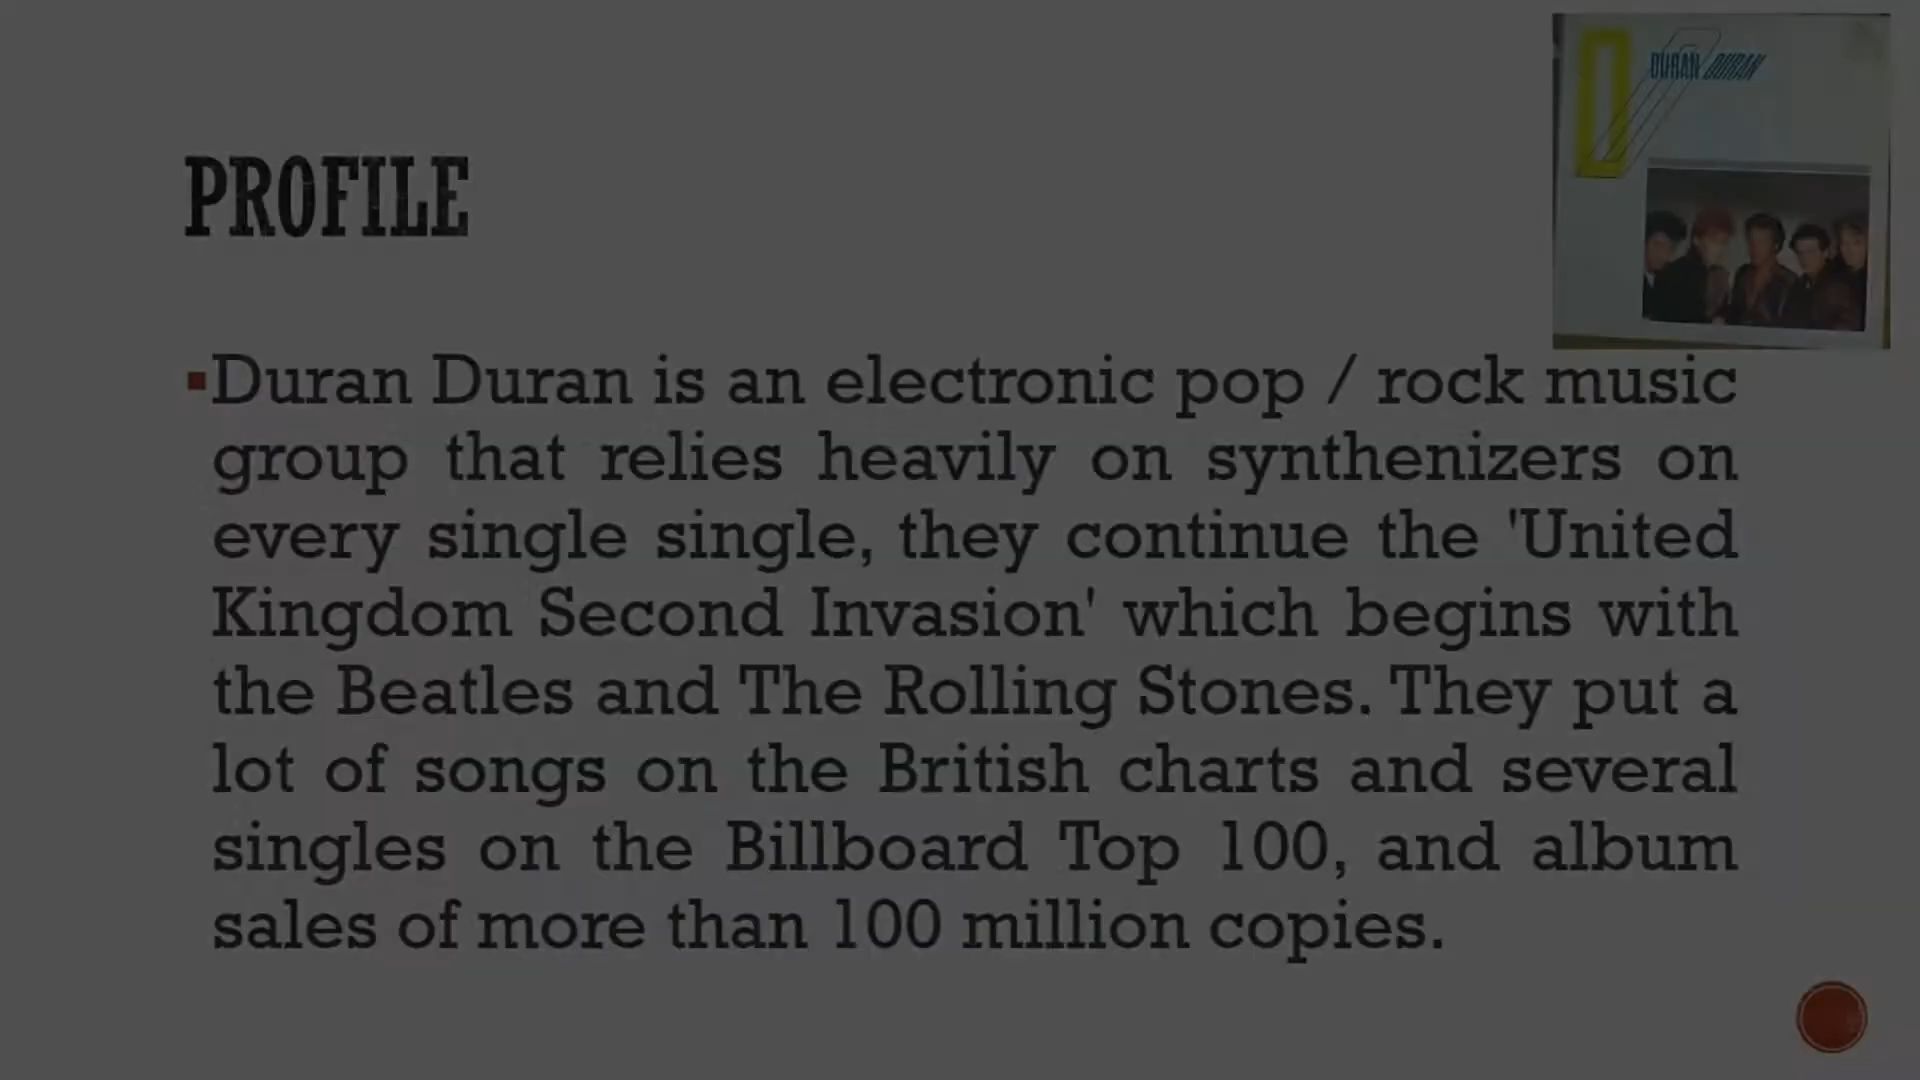 DURAN DURAN
PROFILE
▪Duran Duran is an electronic pop / rock music
group that relies heavily on synthenizers on
every single single, they continue the 'United
Kingdom Second Invasion' which begins with
the Beatles and The Rolling Stones. They put a
lot of songs on the British charts and several
singles on the Billboard Top 100, and album
sales of more than 100 million copies.